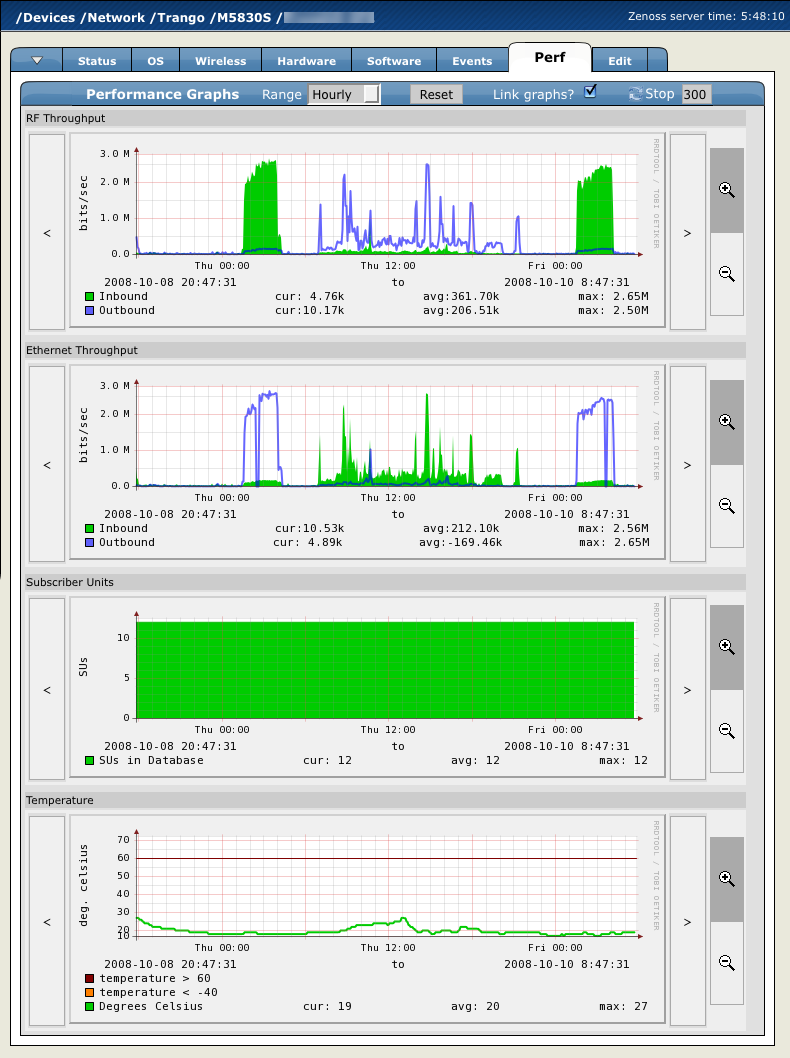 /Devices /Network /Trango /M5830S /
Zenoss server time: 5:48:10
Status OS Wireless Hardware Software Events Perf Edit
Performance Graphs Range Hourly Reset Link graphs? Stop 300
RF Throughput
<
3.0 M
2.0 M
1.0 M
0.0
bits/sec
RRDTOOL / TOBI OETIKER
>
Thu 00:00 Thu 12:00 Fri 00:00
2008-10-08 20:47:31 to 2008-10-10 8:47:31
Inbound cur: 4.76k avg:361.70k max: 2.65M
Outbound cur:10.17k avg:206.51k max: 2.50M
Ethernet Throughput
<
3.0 M
2.0 M
1.0 M
0.0
bits/sec
RRDTOOL / TOBI OETIKER
>
Thu 00:00 Thu 12:00 Fri 00:00
2008-10-08 20:47:31 to 2008-10-10 8:47:31
Inbound cur:10.53k avg:212.10k max: 2.56M
Outbound cur: 4.89k avg:-169.46k max: 2.65M
Subscriber Units
<
10
5
0
SUs
RRDTOOL / TOBI OETIKER
>
Thu 00:00 Thu 12:00 Fri 00:00
2008-10-08 20:47:31 to 2008-10-10 8:47:31
SUs in Database cur: 12 avg: 12 max: 12
Temperature
<
70
60
50
40
30
20
10
deg. celsius
RRDTOOL / TOBI OETIKER
>
Thu 00:00 Thu 12:00 Fri 00:00
2008-10-08 20:47:31 to 2008-10-10 8:47:31
temperature > 60
temperature < -40
Degrees Celsius cur: 19 avg: 20 max: 27